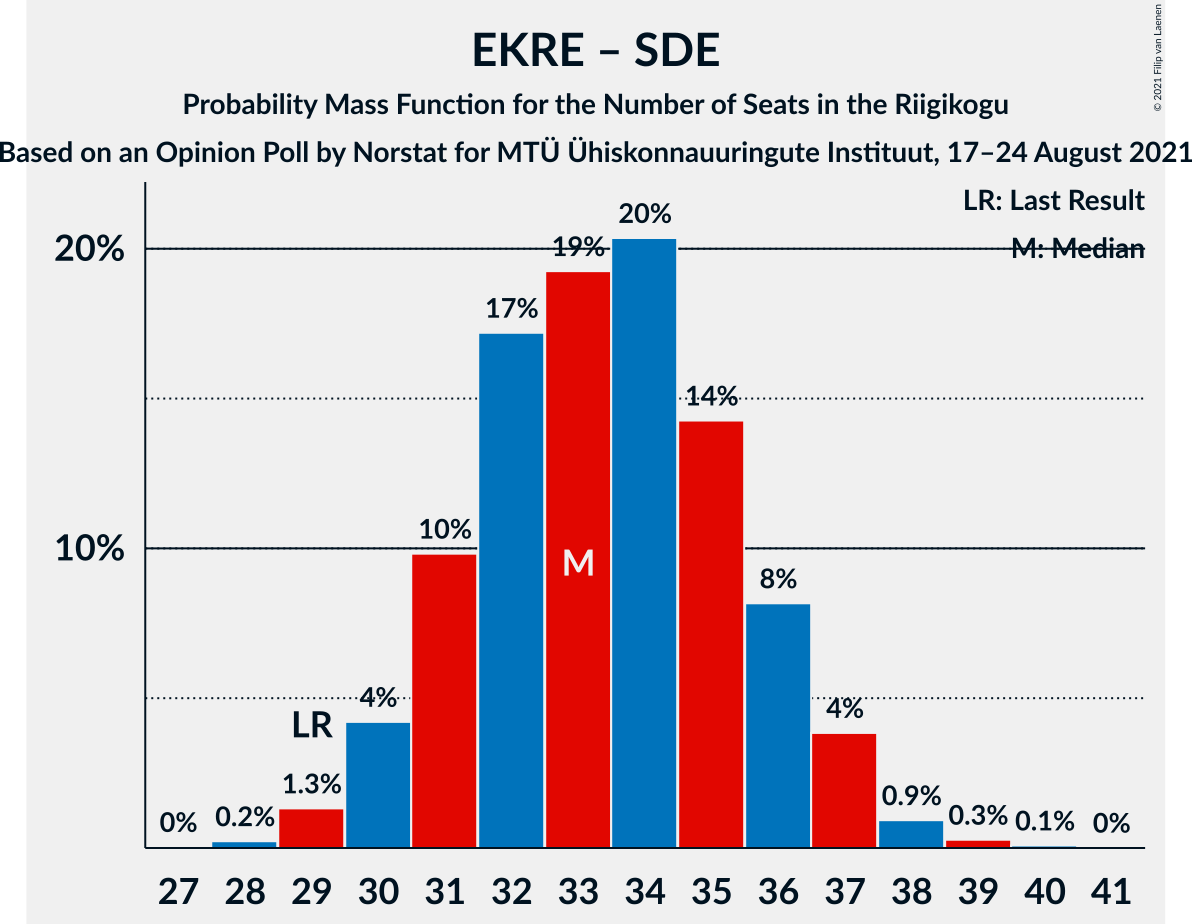 EKRE – SDE
Probability Mass Function for the Number of Seats in the Riigikogu
Based on an Opinion Poll by Norstat for MTÜ Ühiskonnauuringute Instituut, 17–24 August 2021
© 2021 Filip van Laenen
LR: Last Result
M: Median
20%
10%
0%
0.2%
1.3%
LR
4%
10%
17%
19%
M
20%
14%
8%
4%
0.9%
0.3%
0.1%
0%
27 28 29 30 31 32 33 34 35 36 37 38 39 40 41